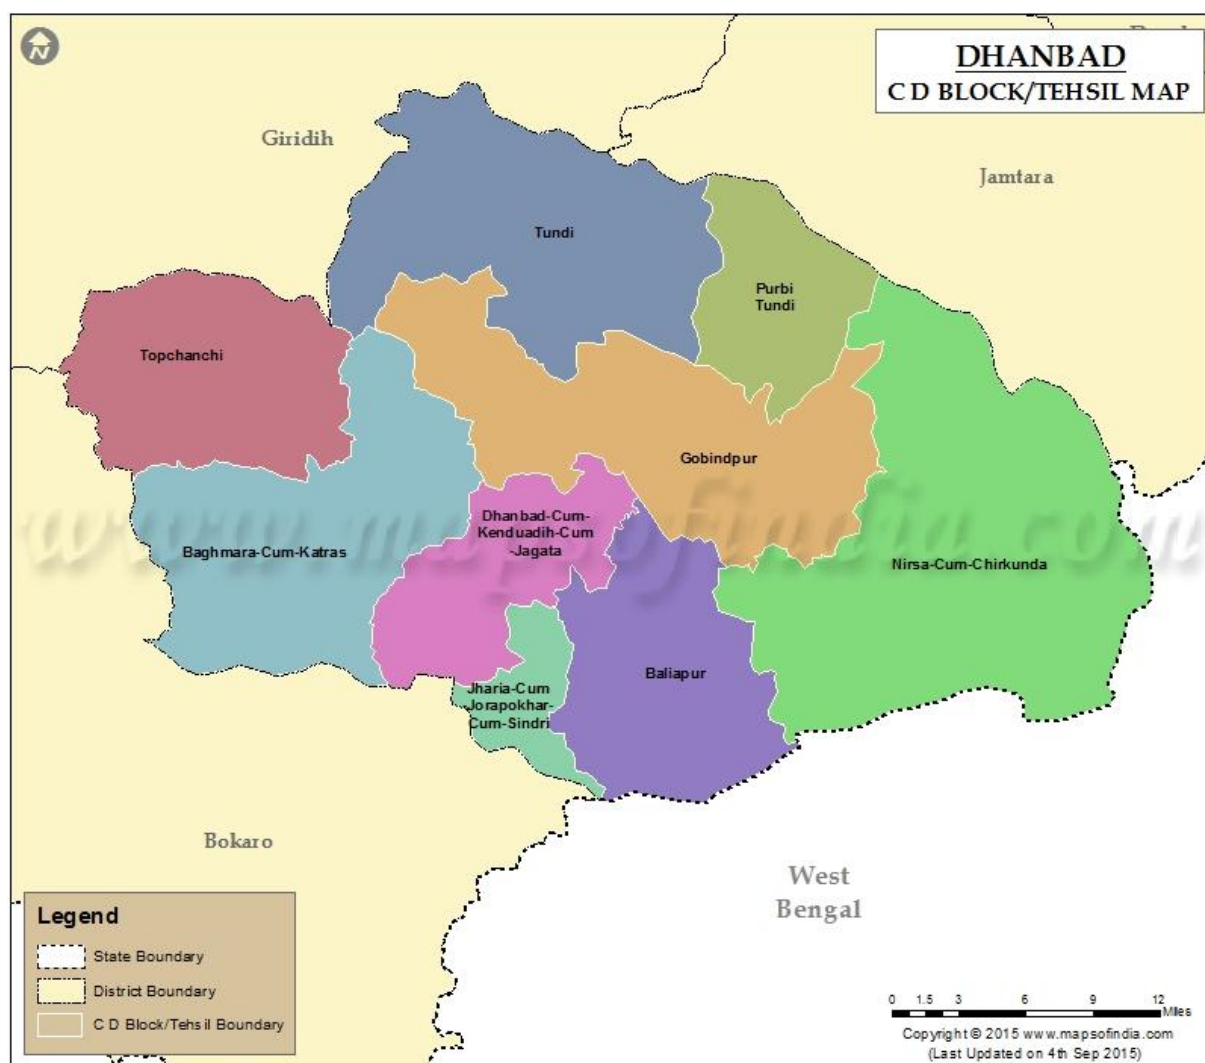 N
DHANBAD
C D BLOCK/TEHSIL MAP
Giridih
Jamtara
Tundi
Purbi
Tundi
Topchanchi
Gobindpur
Dhanbad-Cum-
Kenduadih-Cum
-Jagata
Baghmara-Cum-Katras
Nirsa-Cum-Chirkunda
www.mapsofindia.com
Baliapur
Jharia-Cum
-Jorapokhar-
Cum-Sindri
Bokaro
West
Bengal
Legend
State Boundary
District Boundary
C D Block/Tehsil Boundary
0 1.5 3 6 9 12
Miles
Copyright © 2015 www.mapsofindia.com
(Last Updated on 4th Sep 2015)